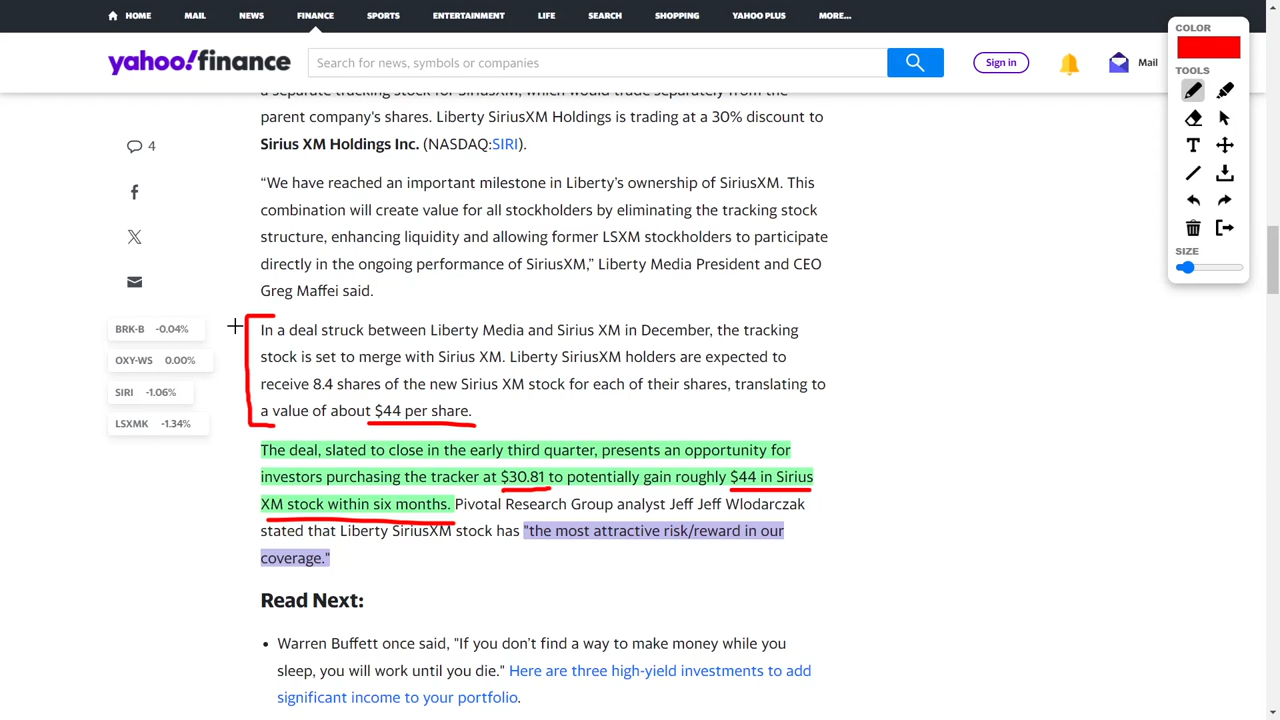 HOME MAIL NEWS FINANCE SPORTS ENTERTAINMENT LIFE SEARCH SHOPPING YAHOO PLUS MORE...
yahoo!finance
Search for news, symbols or companies
Sign in
Mail
COLOR
TOOLS
T
SIZE
a separate tracking stock for SiriusXM, which would trade separately from the
parent company's shares. Liberty SiriusXM Holdings is trading at a 30% discount to
Sirius XM Holdings Inc. (NASDAQ:SIRI).
4
“We have reached an important milestone in Liberty’s ownership of SiriusXM. This
combination will create value for all stockholders by eliminating the tracking stock
structure, enhancing liquidity and allowing former LSXM stockholders to participate
directly in the ongoing performance of SiriusXM,” Liberty Media President and CEO
Greg Maffei said.
BRK-B -0.04%
OXY-WS 0.00%
SIRI -1.06%
LSXMK -1.34%
In a deal struck between Liberty Media and Sirius XM in December, the tracking
stock is set to merge with Sirius XM. Liberty SiriusXM holders are expected to
receive 8.4 shares of the new Sirius XM stock for each of their shares, translating to
a value of about $44 per share.
The deal, slated to close in the early third quarter, presents an opportunity for
investors purchasing the tracker at $30.81 to potentially gain roughly $44 in Sirius
XM stock within six months. Pivotal Research Group analyst Jeff Jeff Wlodarczak
stated that Liberty SiriusXM stock has "the most attractive risk/reward in our
coverage."
Read Next:
• Warren Buffett once said, "If you don't find a way to make money while you
sleep, you will work until you die." Here are three high-yield investments to add
significant income to your portfolio.